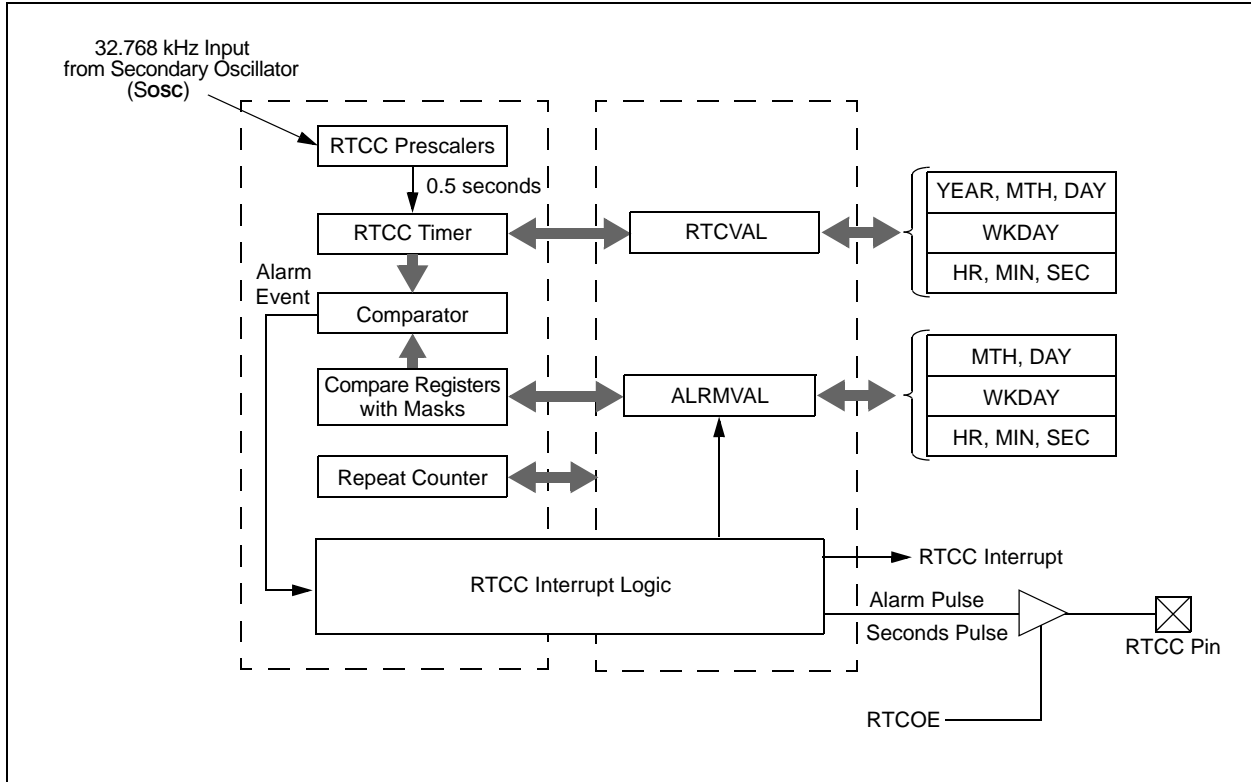 32.768 kHz Input
from Secondary Oscillator
(Sosc)
RTCC Prescalers
0.5 seconds
RTCC Timer
RTCVAL
YEAR, MTH, DAY
WKDAY
HR, MIN, SEC
Alarm
Event
Comparator
Compare Registers
with Masks
ALRMVAL
MTH, DAY
WKDAY
HR, MIN, SEC
Repeat Counter
RTCC Interrupt Logic
RTCC Interrupt
Alarm Pulse
Seconds Pulse
RTCC Pin
RTCOE